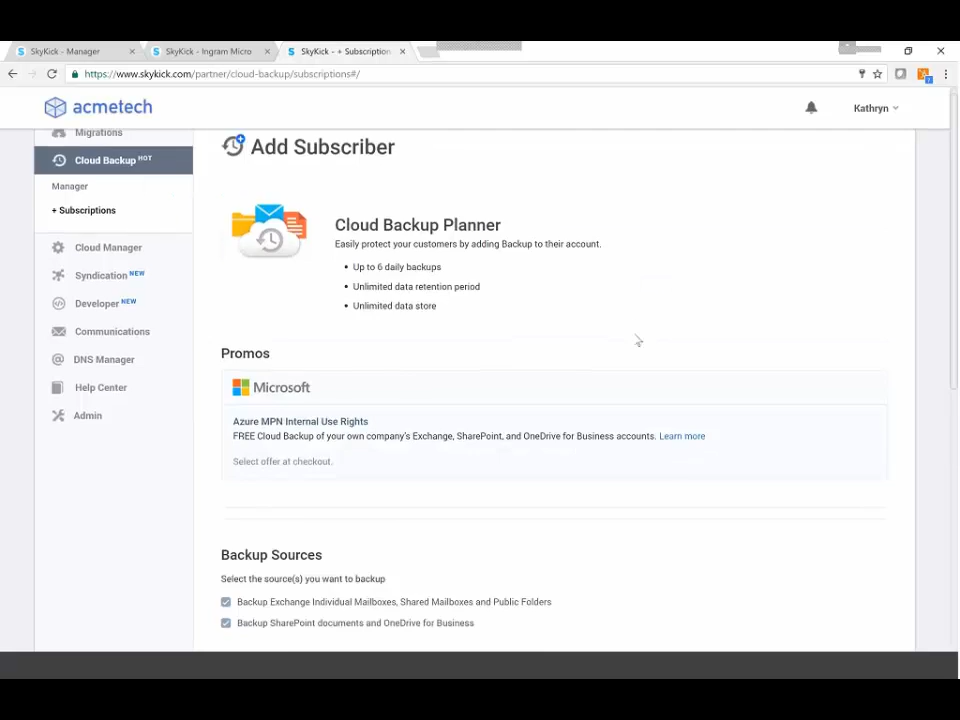 SkyKick - Manager
SkyKick - Ingram Micro
SkyKick - + Subscription
https://www.skykick.com/partner/cloud-backup/subscriptions#/
7
acmetech
Kathryn
Migrations
Cloud Backup HOT
Manager
+ Subscriptions
Cloud Manager
Syndication NEW
Developer NEW
Communications
DNS Manager
Help Center
Admin
Add Subscriber
Cloud Backup Planner
Easily protect your customers by adding Backup to their account.
• Up to 6 daily backups
• Unlimited data retention period
• Unlimited data store
Promos
Microsoft
Azure MPN Internal Use Rights
FREE Cloud Backup of your own company's Exchange, SharePoint, and OneDrive for Business accounts. Learn more
Select offer at checkout.
Backup Sources
Select the source(s) you want to backup
Backup Exchange Individual Mailboxes, Shared Mailboxes and Public Folders
Backup SharePoint documents and OneDrive for Business